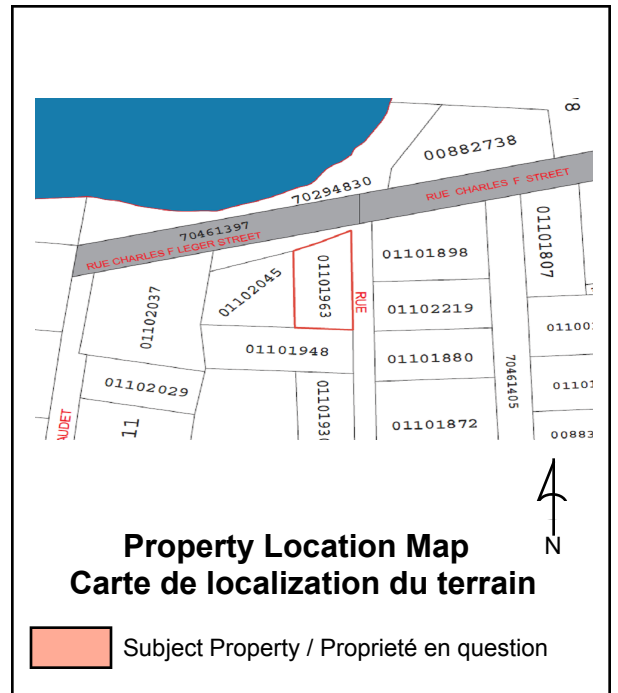 8
00882738
RUE CHARLES F STREET
70294830
70461397
RUE CHARLES F LEGER STREET
01101807
01101898
01101963
01102045
RUE
01102037
01102219
01100
01101948
01101880
70461405
01102029
0110193
01101
AUDET
11
01101872
00883
N
Property Location Map
Carte de localization du terrain
Subject Property / Proprieté en question